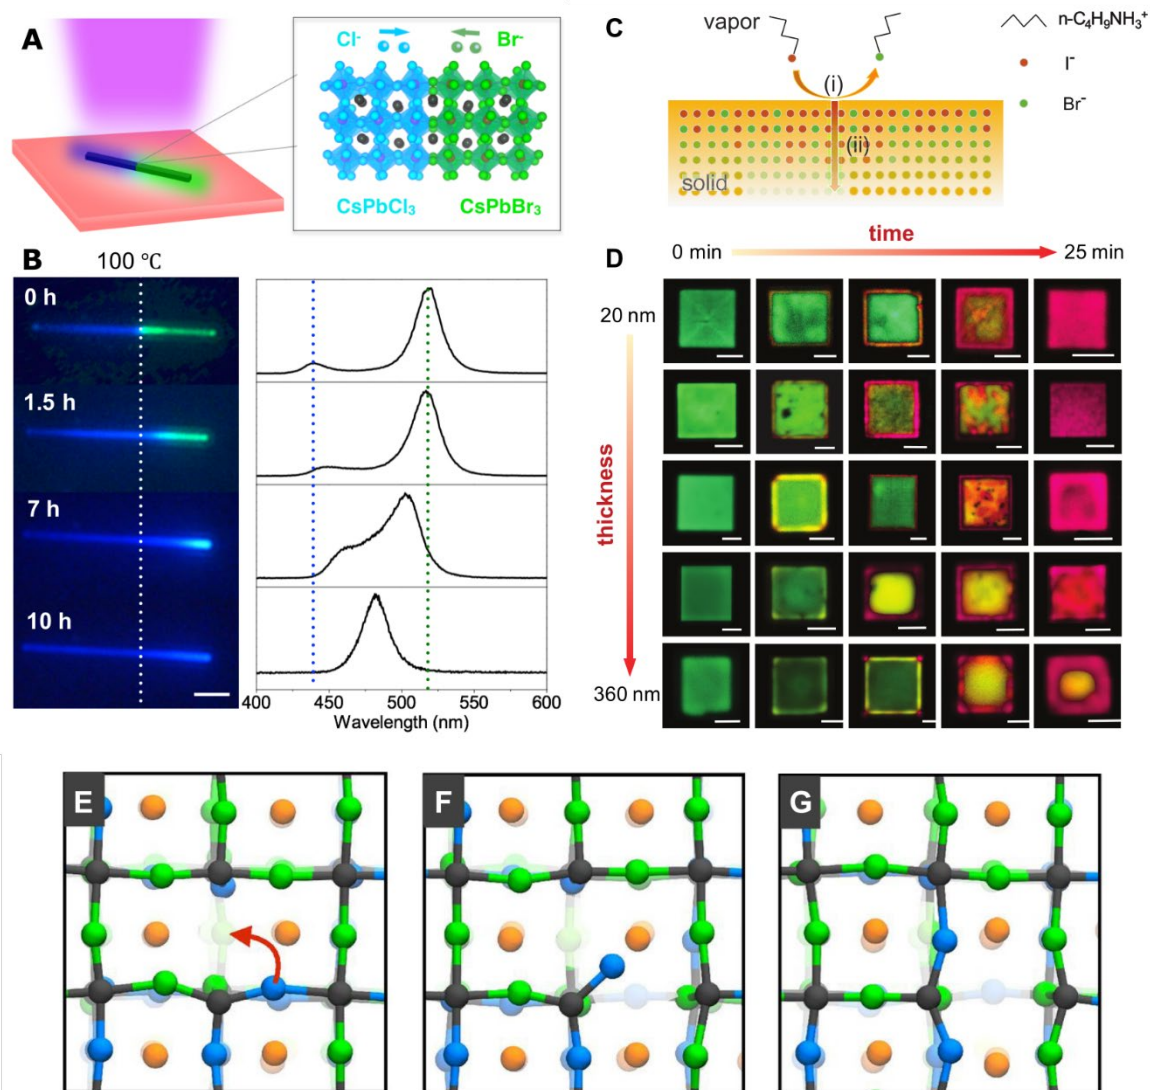 A
Cl⁻
Br⁻
CsPbCl₃
CsPbBr₃
B
100 °C
0 h
1.5 h
7 h
10 h
400
450
500
550
600
Wavelength (nm)
C
vapor
n-C₄H₉NH₃⁺
I⁻
Br⁻
(i)
(ii)
solid
time
D
0 min
25 min
20 nm
thickness
360 nm
E
F
G